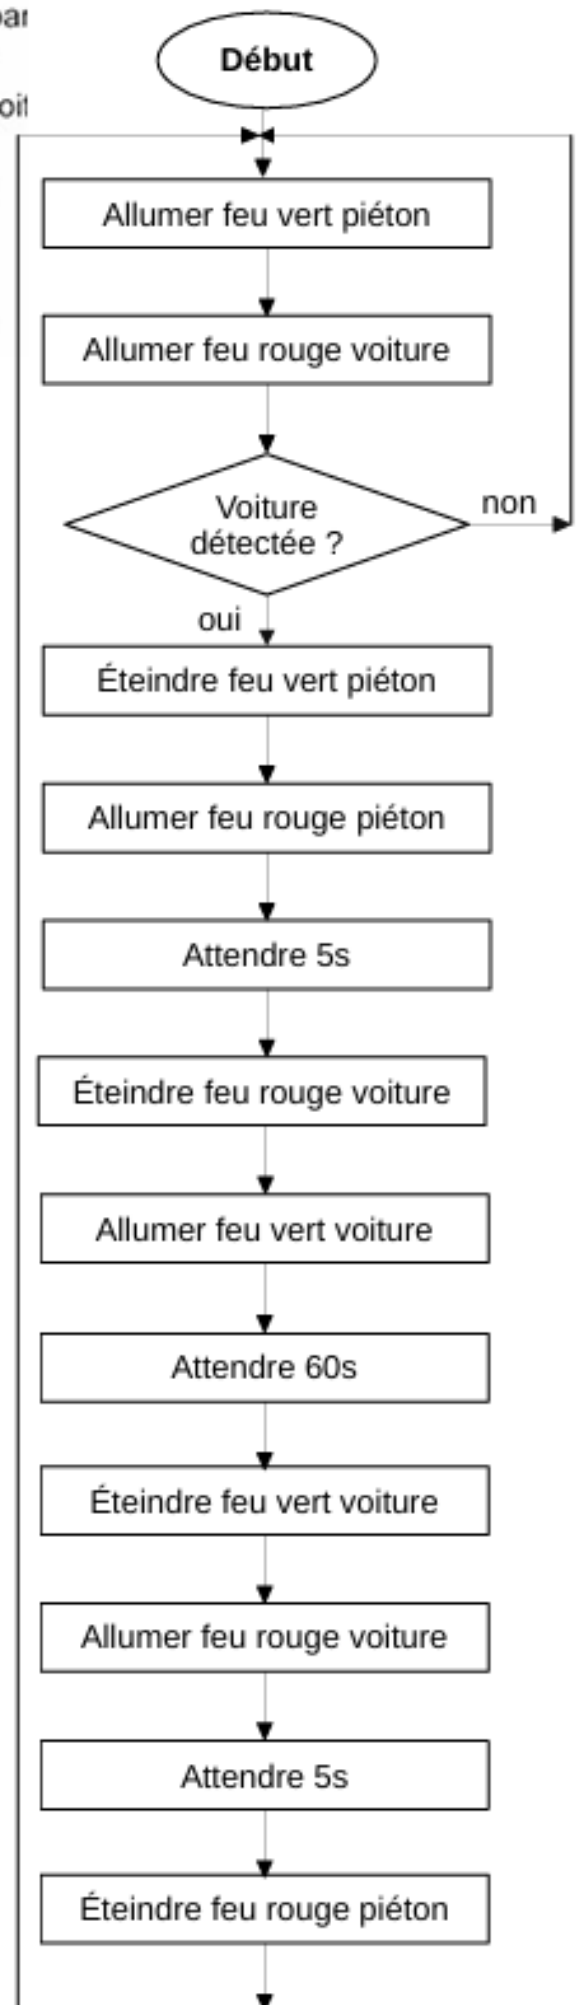 Début
Allumer feu vert piéton
Allumer feu rouge voiture
Voiture
détectée ?
non
oui
Éteindre feu vert piéton
Allumer feu rouge piéton
Attendre 5s
Éteindre feu rouge voiture
Allumer feu vert voiture
Attendre 60s
Éteindre feu vert voiture
Allumer feu rouge voiture
Attendre 5s
Éteindre feu rouge piéton